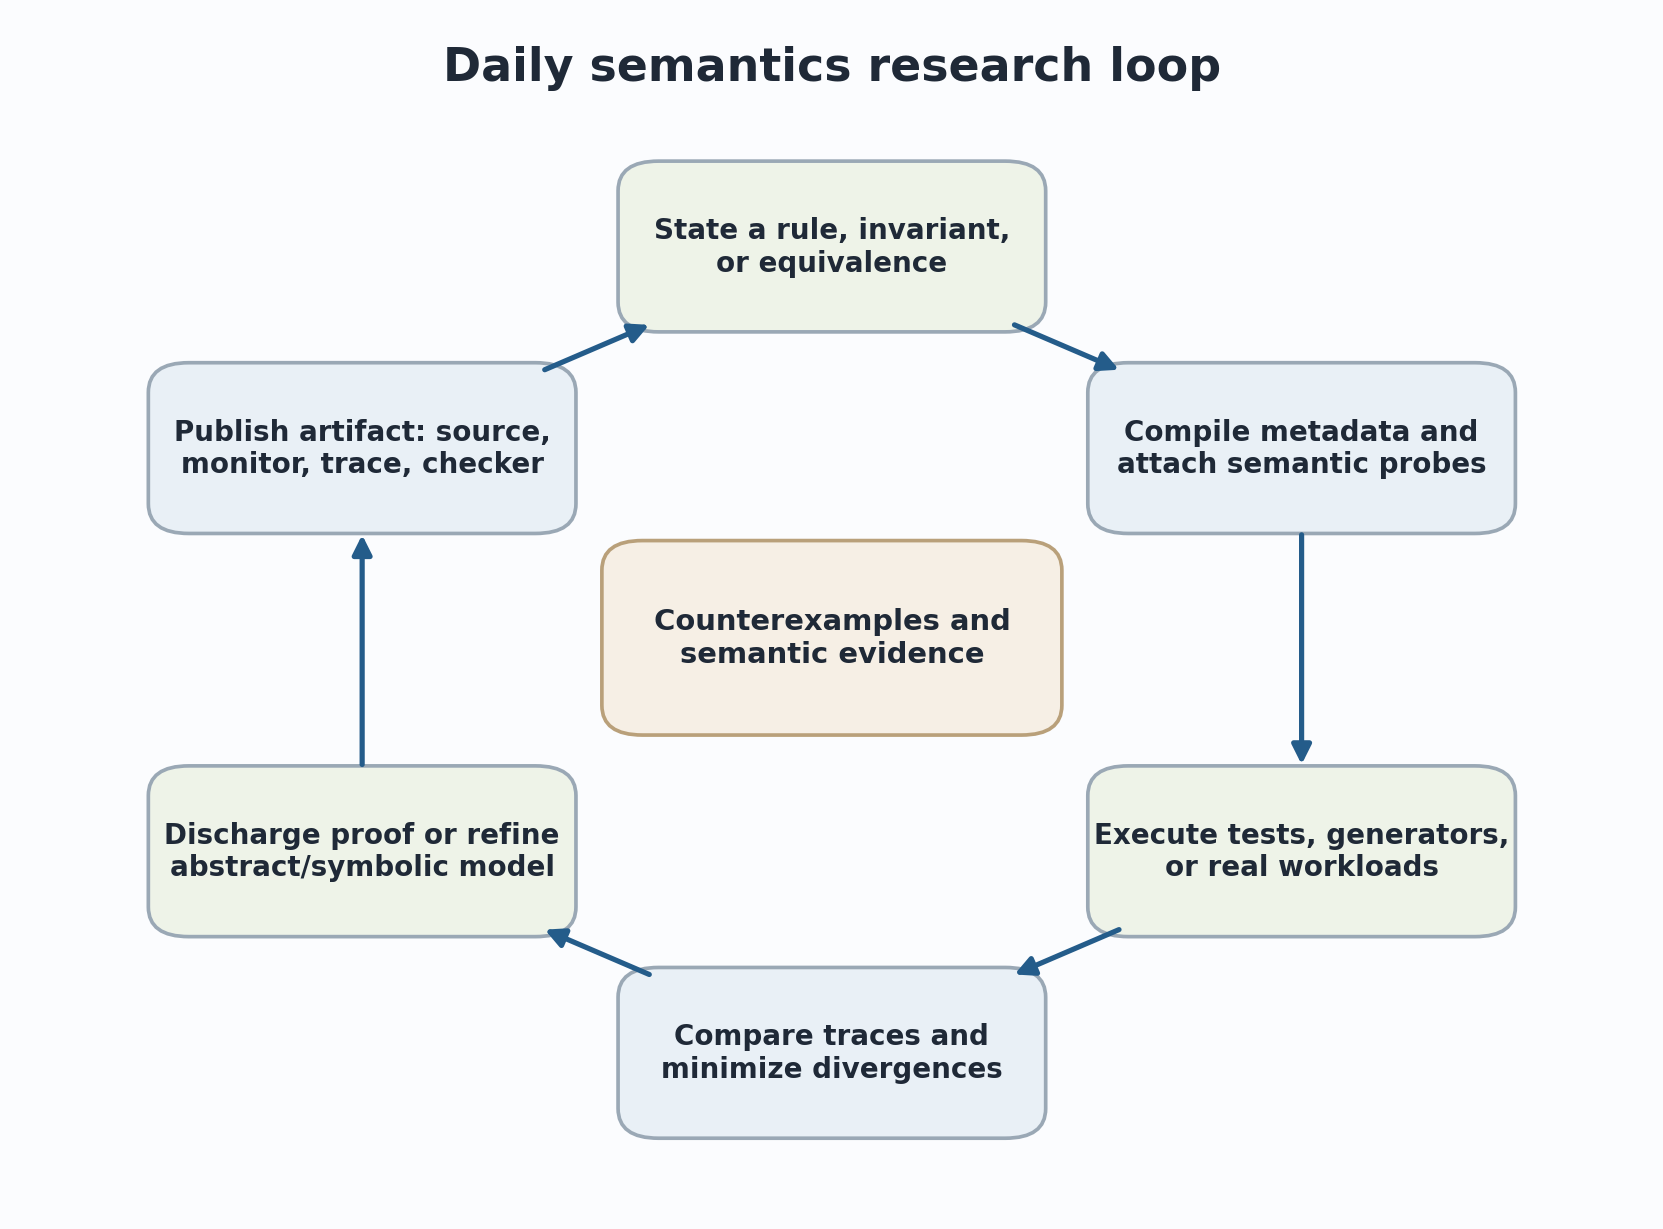 Daily semantics research loop
State a rule, invariant,
or equivalence
Publish artifact: source,
monitor, trace, checker
Compile metadata and
attach semantic probes
Counterexamples and
semantic evidence
Discharge proof or refine
abstract/symbolic model
Execute tests, generators,
or real workloads
Compare traces and
minimize divergences